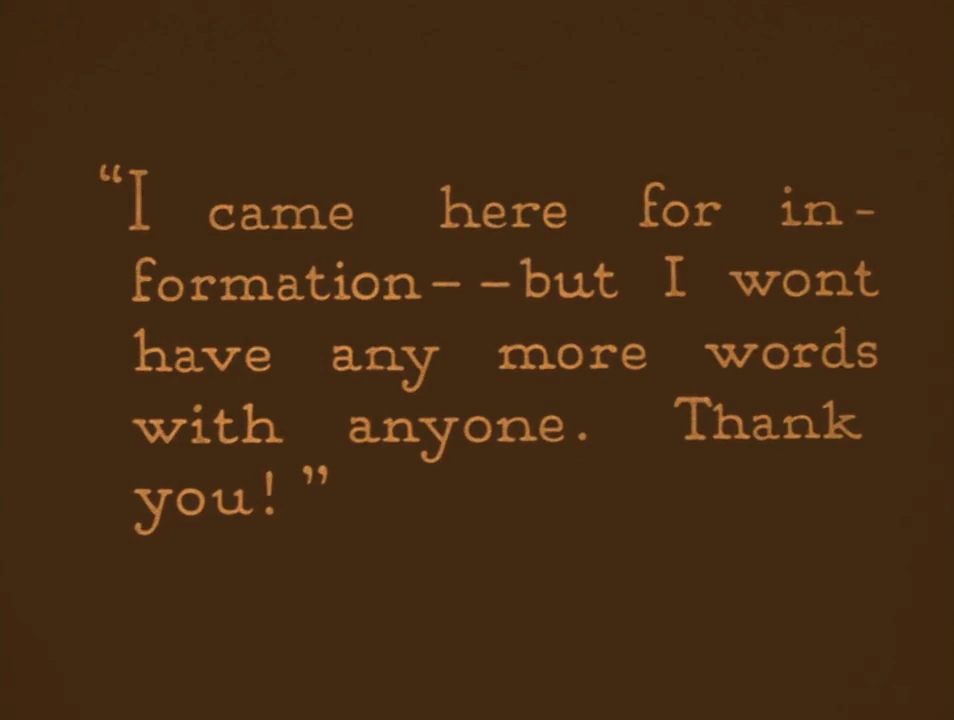 “I came here for in-
formation--but I wont
have any more words
with anyone. Thank
you!”